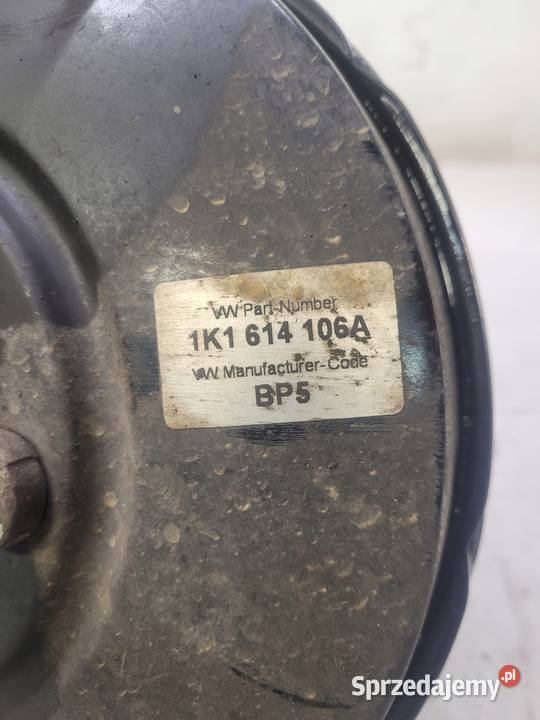 VW Part-Number
1K1 614 106A
VW Manufacturer-Code
BP5
Sprzedajemy.pl